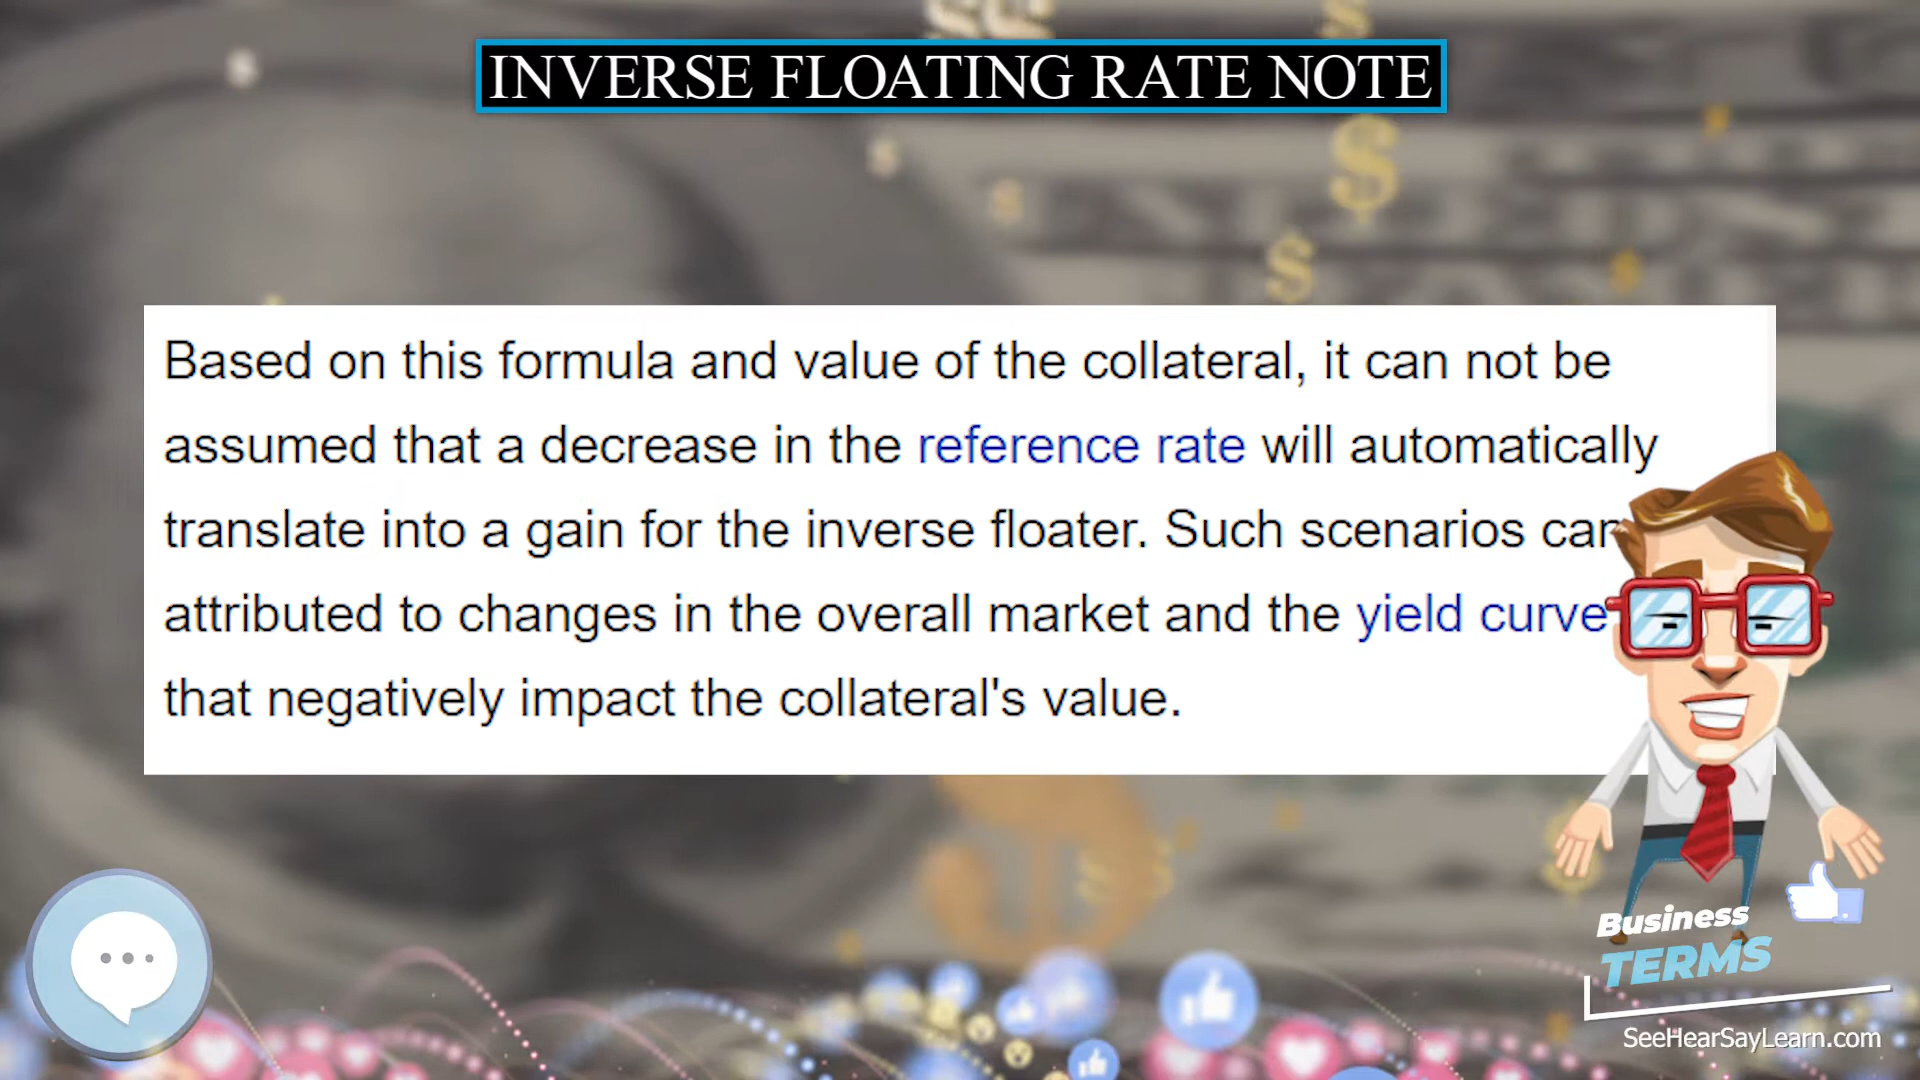 INVERSE FLOATING RATE NOTE
Based on this formula and value of the collateral, it can not be
assumed that a decrease in the reference rate will automatically
translate into a gain for the inverse floater. Such scenarios can
attributed to changes in the overall market and the yield curve
that negatively impact the collateral's value.
Business
TERMS
SeeHearSayLearn.com